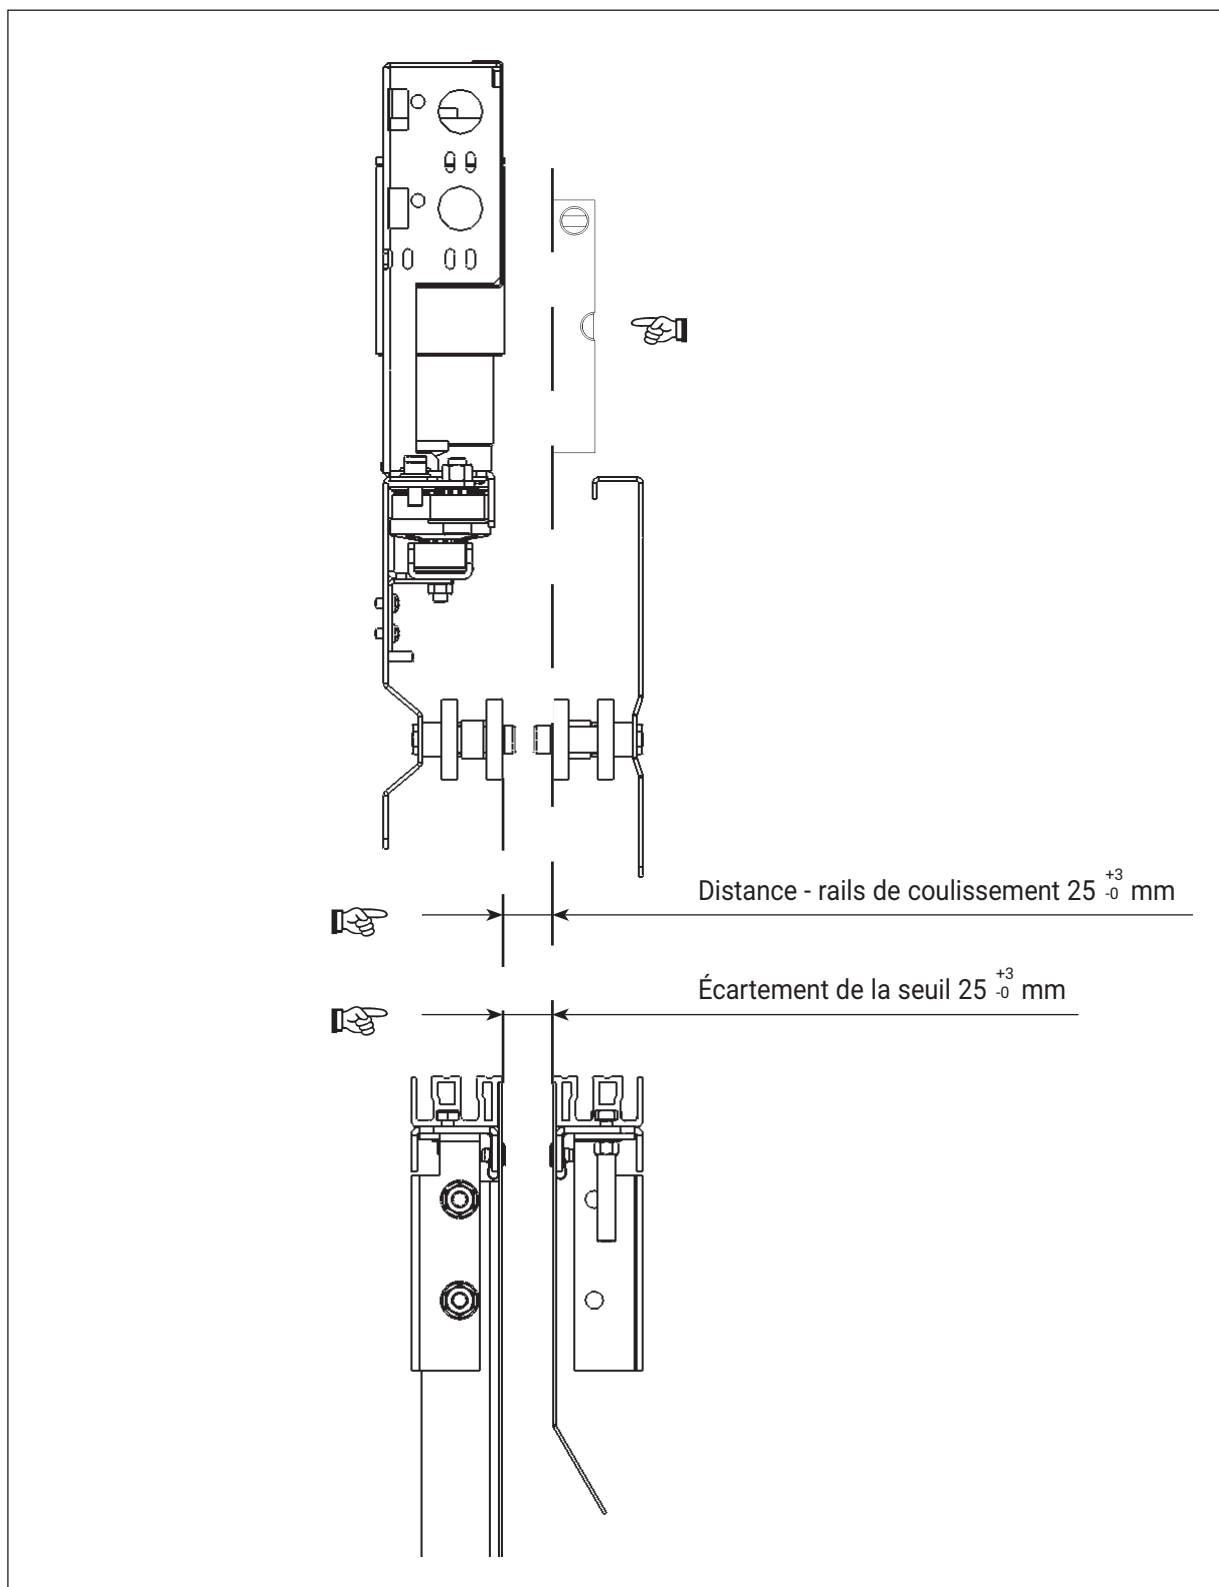 Distance - rails de coulissement 25 +3 -0 mm
Écartement de la seuil 25 +3 -0 mm